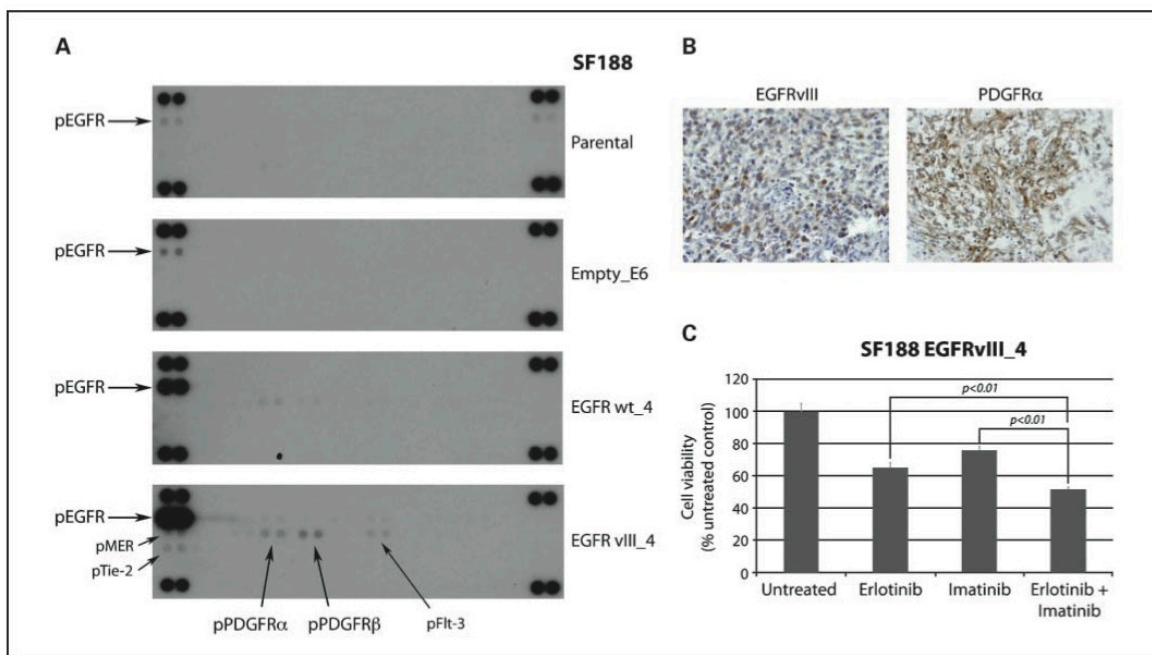 A
SF188
pEGFR
Parental
pEGFR
Empty_E6
pEGFR
EGFR wt_4
pEGFR
pMER
pTie-2
EGFR vIII_4
pPDGFRα
pPDGFRβ
pFlt-3
B
EGFRvIII
PDGFRα
C
SF188 EGFRvIII_4
Cell viability
(% untreated control)
120
100
80
60
40
20
0
p<0.01
p<0.01
Untreated
Erlotinib
Imatinib
Erlotinib +
Imatinib